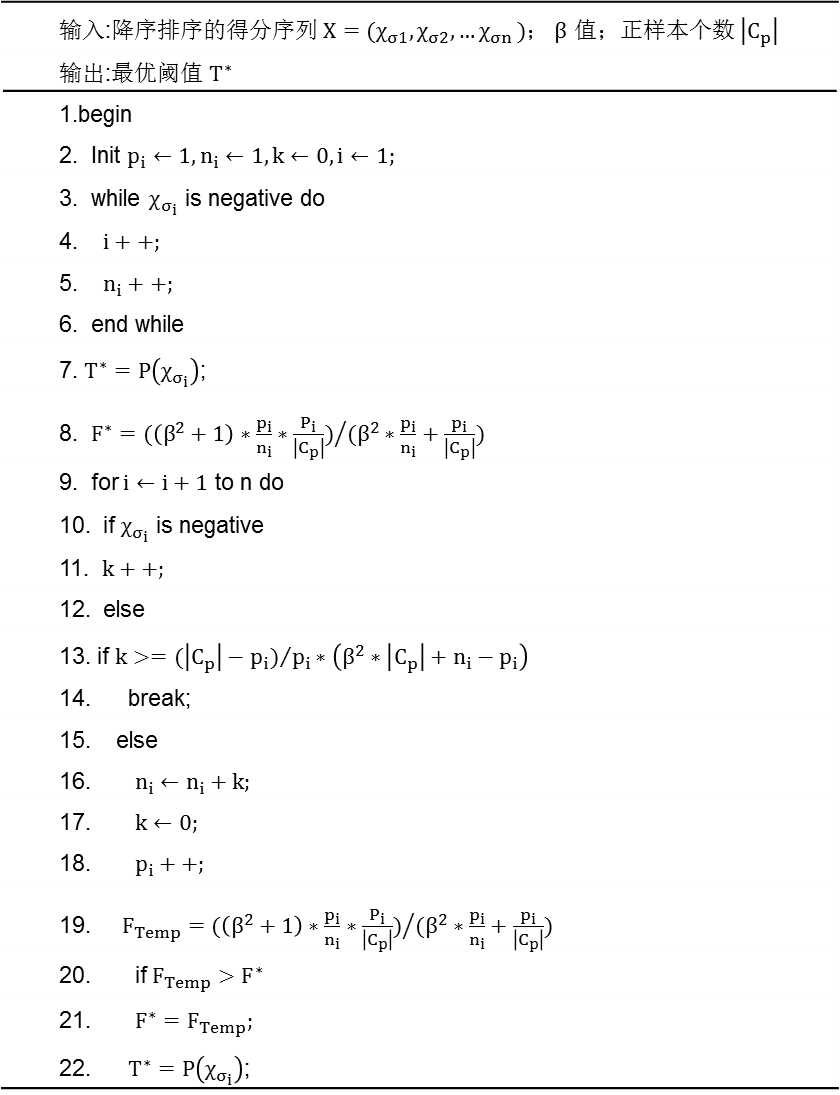 输入:降序排序的得分序列 X = (χσ1, χσ2, … χσn ); β 值; 正样本个数 |Cp|
输出:最优阈值 T*
1.begin
2. Init pi ← 1, ni ← 1, k ← 0, i ← 1;
3. while χσi is negative do
4. i + +;
5. ni + +;
6. end while
7. T* = P(χσi);
8. F* = ((β² + 1) * pi/ni * Pi/|Cp|)/(β² * pi/ni + pi/|Cp|)
9. for i ← i + 1 to n do
10. if χσi is negative
11. k + +;
12. else
13. if k >= (|Cp| − pi)/pi * (β² * |Cp| + ni − pi)
14. break;
15. else
16. ni ← ni + k;
17. k ← 0;
18. pi + +;
19. FTemp = ((β² + 1) * pi/ni * Pi/|Cp|)/(β² * pi/ni + pi/|Cp|)
20. if FTemp > F*
21. F* = FTemp;
22. T* = P(χσi);